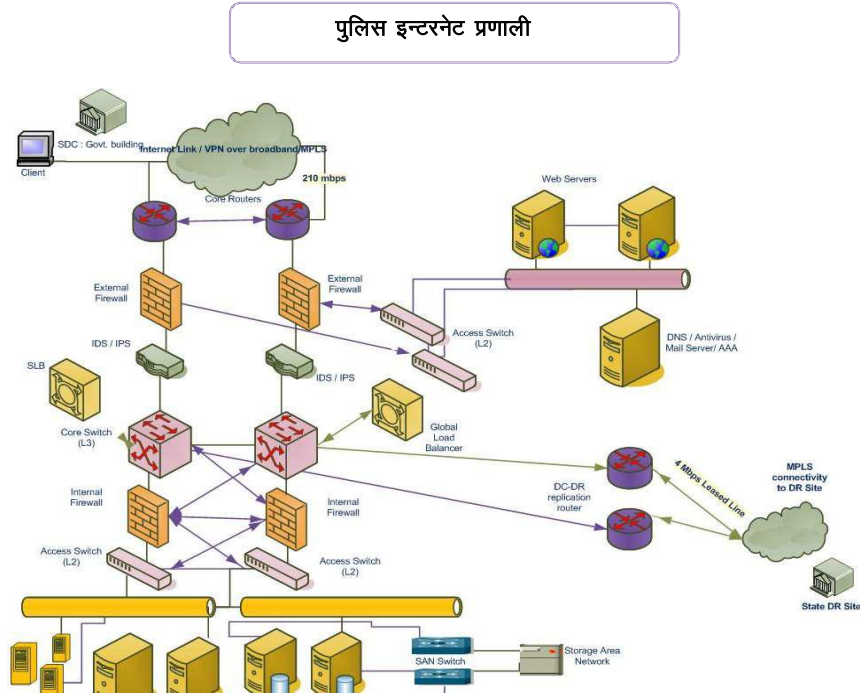 पुलिस इन्टरनेट प्रणाली
SDC : Govt. building
Internet Link / VPN over broadband/MPLS
Client
210 mbps
Core Routers
Web Servers
External
Firewall
External
Firewall
Access Switch
(L2)
DNS / Antivirus /
Mail Server/ AAA
IDS / IPS
IDS / IPS
SLB
Core Switch
(L3)
Global
Load
Balancer
4 Mbps Leased Line
MPLS
connectivity
to DR Site
DC-DR
replication
router
Internal
Firewall
Internal
Firewall
Access Switch
(L2)
Access Switch
(L2)
State DR Site
SAN Switch
Storage Area
Network